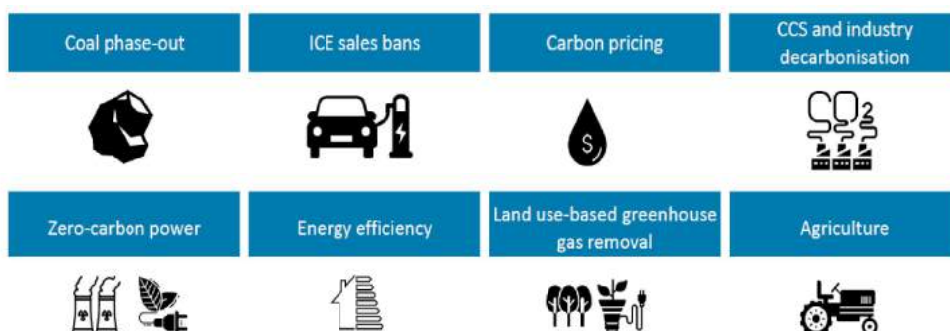 Coal phase-out
ICE sales bans
Carbon pricing
CCS and industry
decarbonisation
$
CO2
Zero-carbon power
Energy efficiency
Land use-based greenhouse
gas removal
Agriculture